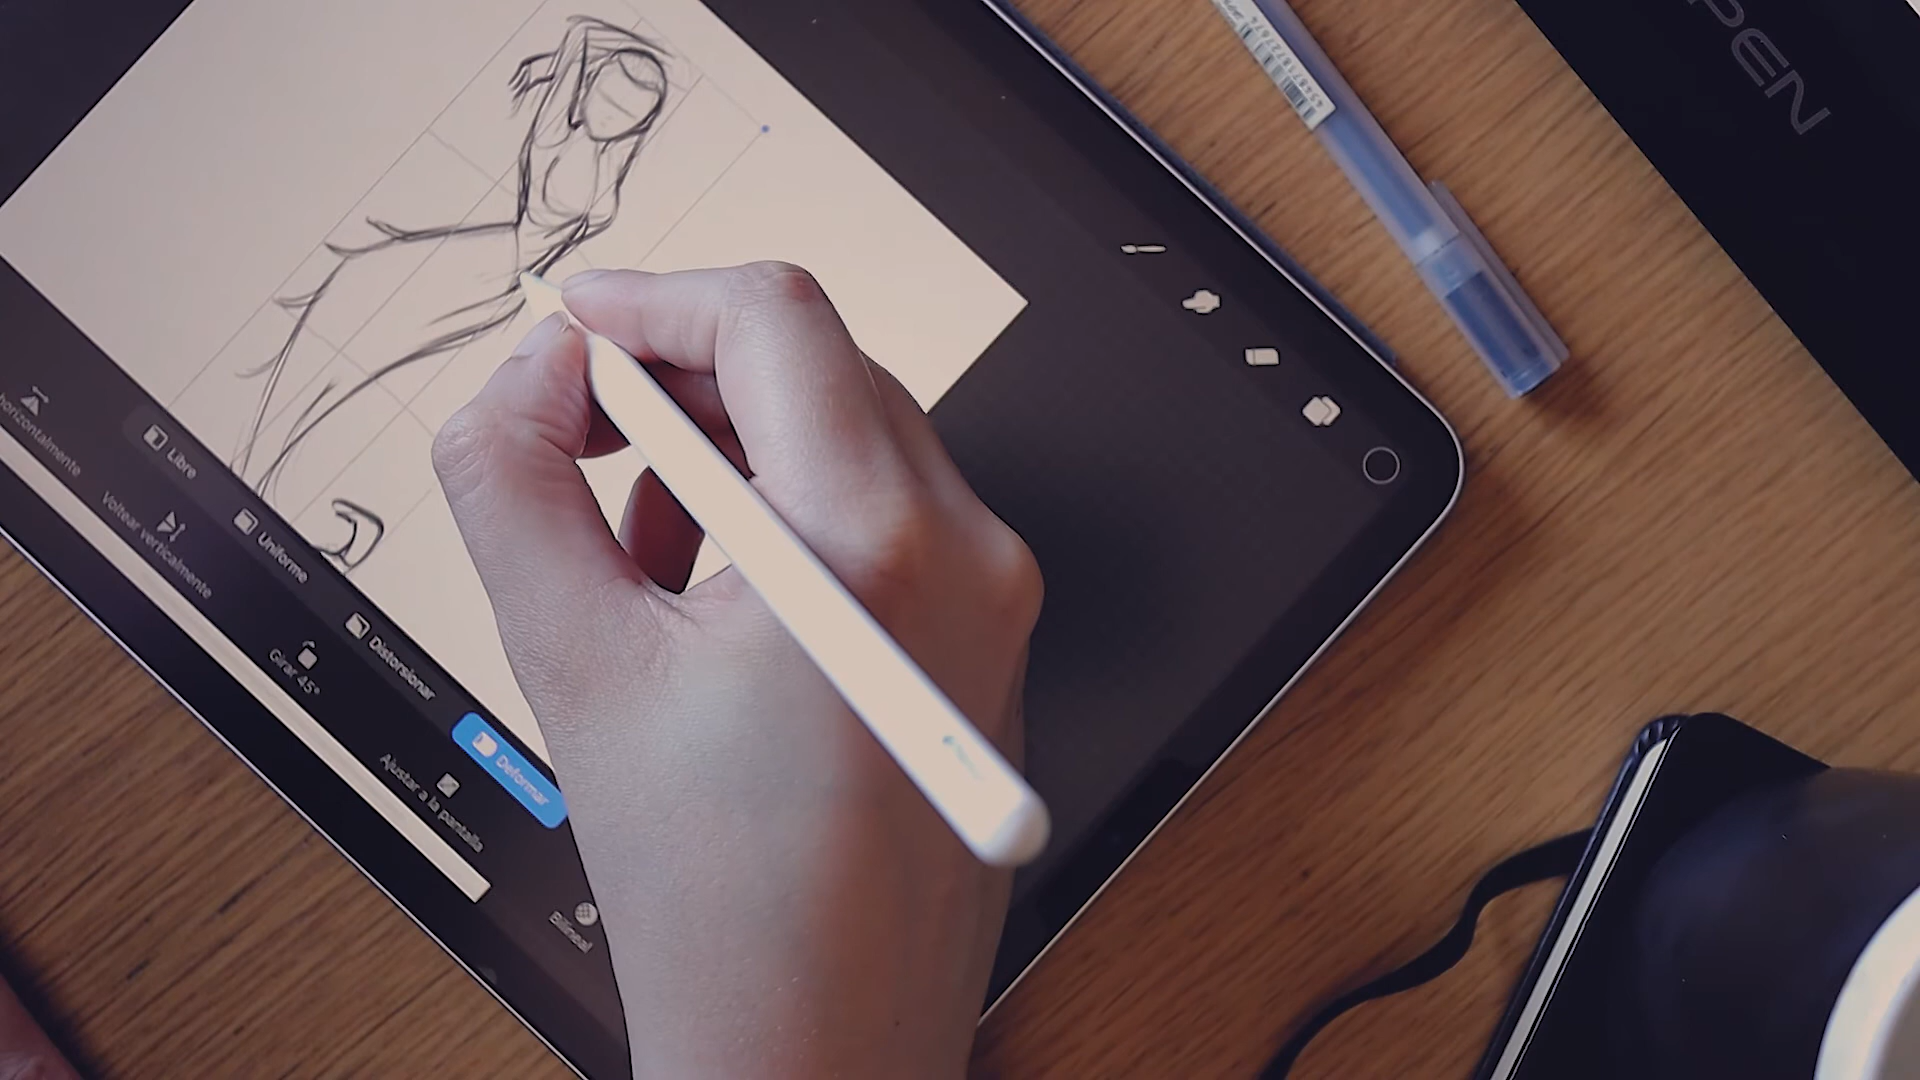 horizontalmente
Voltear verticalmente
Girar 45°
Ajustar a la pantalla
Bilineal
Libre
Uniforme
Distorsionar
Deformar
PEN